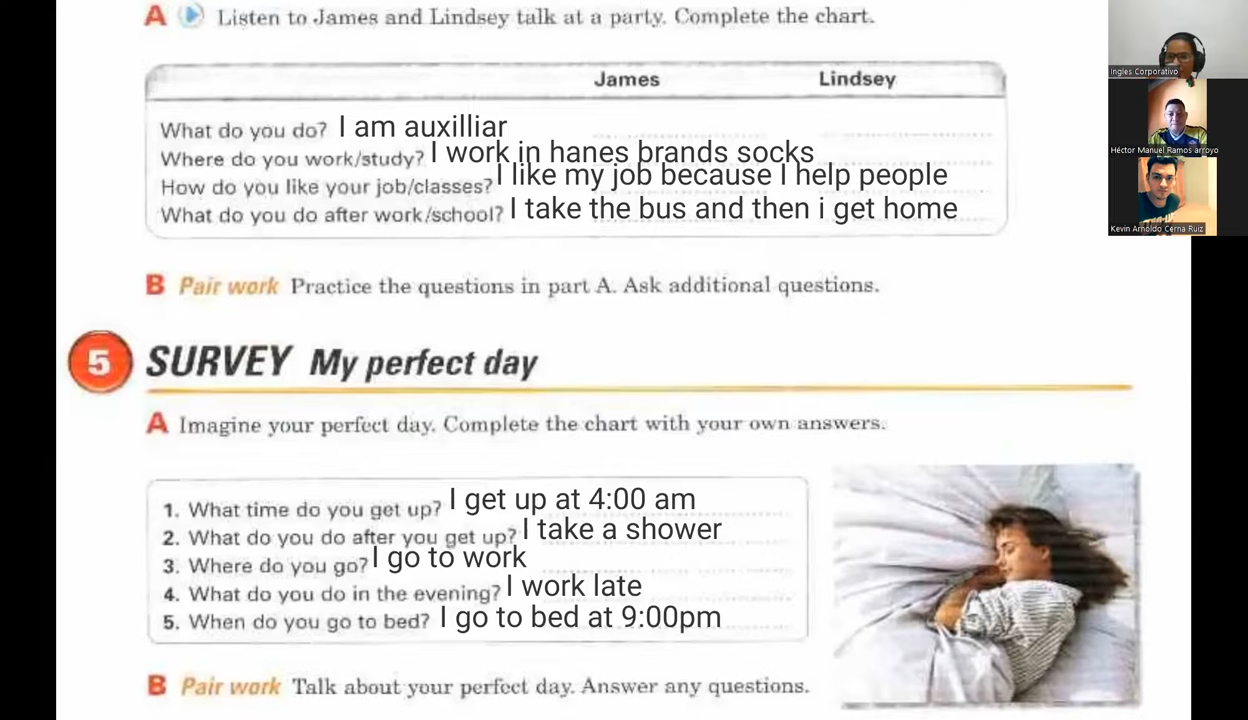 A Listen to James and Lindsey talk at a party. Complete the chart.
James Lindsey
What do you do? I am auxilliar
Where do you work/study? I work in hanes brands socks
How do you like your job/classes? I like my job because I help people
What do you do after work/school? I take the bus and then i get home
B Pair work Practice the questions in part A. Ask additional questions.
5 SURVEY My perfect day
A Imagine your perfect day. Complete the chart with your own answers.
1. What time do you get up? I get up at 4:00 am
2. What do you do after you get up? I take a shower
3. Where do you go? I go to work
4. What do you do in the evening? I work late
5. When do you go to bed? I go to bed at 9:00pm
B Pair work Talk about your perfect day. Answer any questions.
Ingles Corporativo
Héctor Manuel Ramos arroyo
Kevin Arnoldo Cerna Ruiz